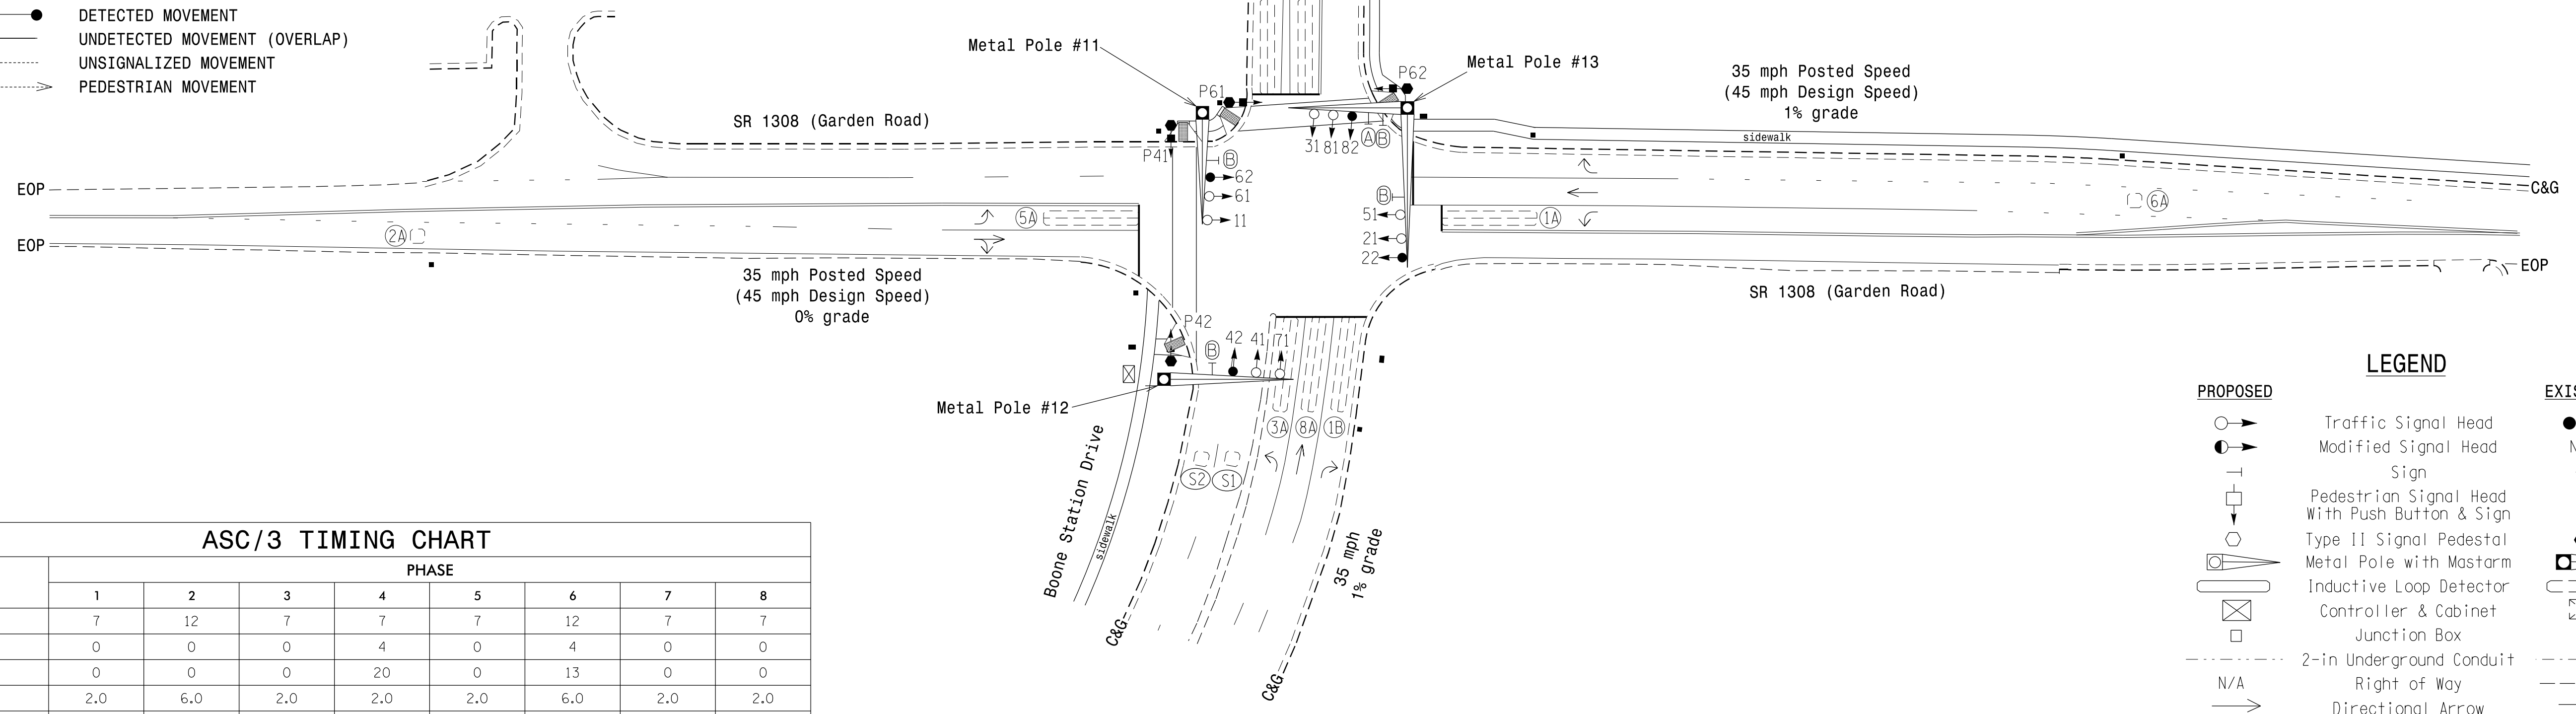 DETECTED MOVEMENT
UNDETECTED MOVEMENT (OVERLAP)
UNSIGNALIZED MOVEMENT
PEDESTRIAN MOVEMENT
Metal Pole #11
Metal Pole #13
P61
P62
35 mph Posted Speed
(45 mph Design Speed)
1% grade
SR 1308 (Garden Road)
sidewalk
P41
31 81 82 A B
B
62
61
11
B
51
21
22
EOP
EOP
2A
5A
1A
6A
C&G
EOP
35 mph Posted Speed
(45 mph Design Speed)
0% grade
SR 1308 (Garden Road)
P42
B
42 41 71
Metal Pole #12
3A 8A 1B
S2 S1
Boone Station Drive
sidewalk
35 mph
1% grade
C&G
C&G
LEGEND
PROPOSED
Traffic Signal Head
Modified Signal Head
Sign
Pedestrian Signal Head
With Push Button & Sign
Type II Signal Pedestal
Metal Pole with Mastarm
Inductive Loop Detector
Controller & Cabinet
Junction Box
2-in Underground Conduit
N/A Right of Way
Directional Arrow
ASC/3 TIMING CHART
PHASE
1 2 3 4 5 6 7 8
7 12 7 7 7 12 7 7
0 0 0 4 0 4 0 0
0 0 0 20 0 13 0 0
2.0 6.0 2.0 2.0 2.0 6.0 2.0 2.0